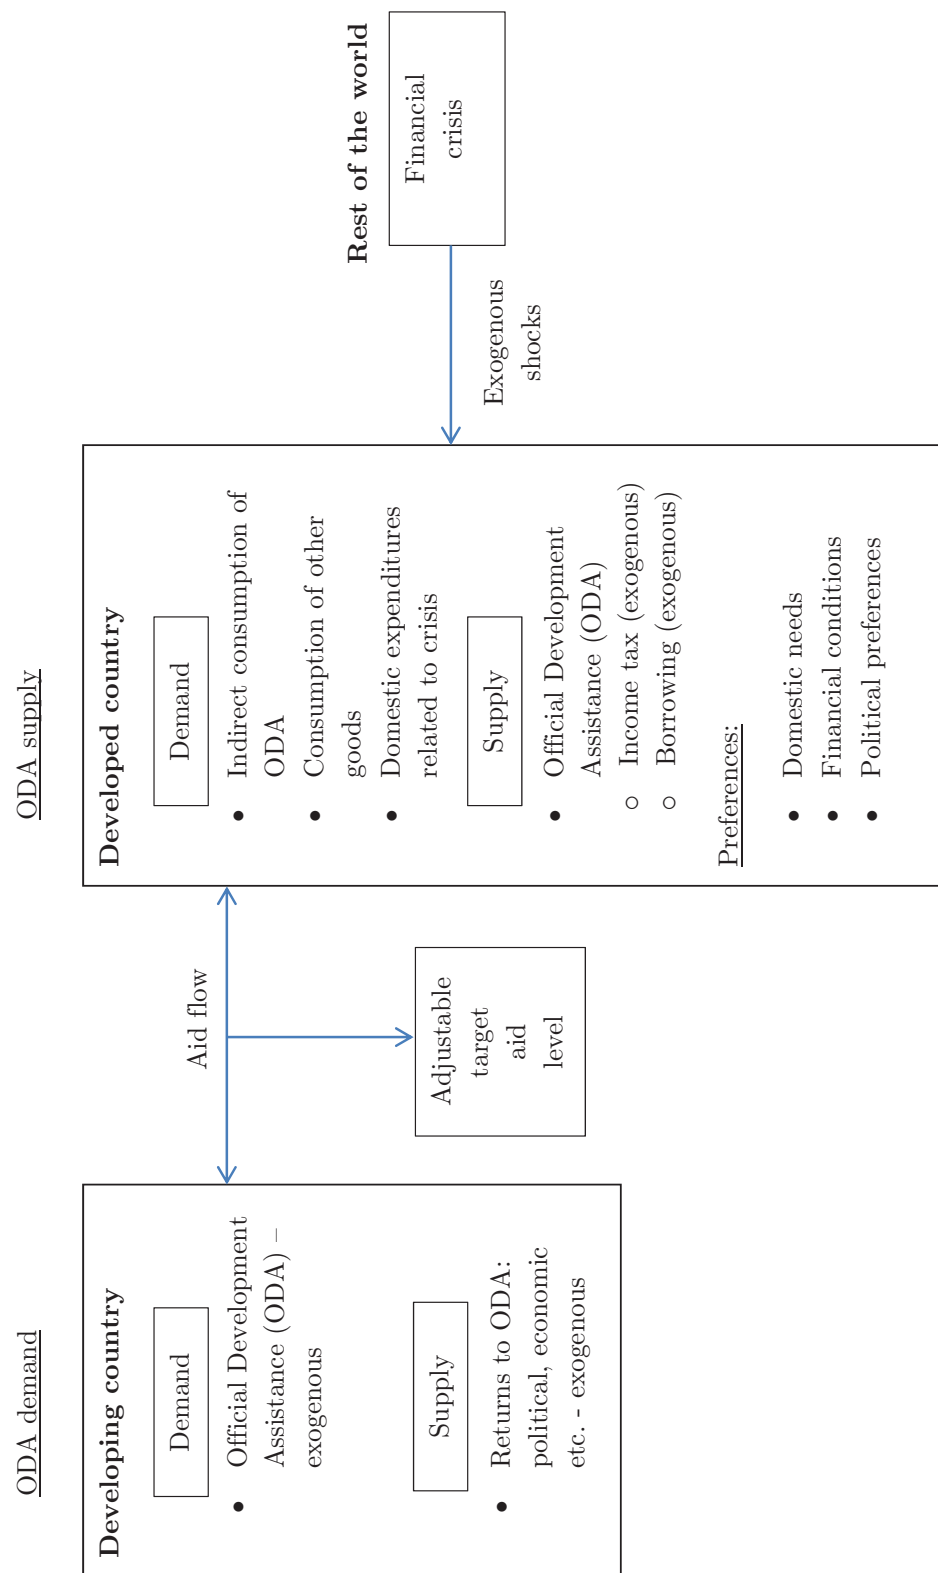 ODA demand
Developing country
Demand
• Official Development
Assistance (ODA) –
exogenous
Supply
• Returns to ODA:
political, economic
etc. - exogenous
Aid flow
Adjustable
target
aid
level
ODA supply
Developed country
Demand
• Indirect consumption of
ODA
• Consumption of other
goods
• Domestic expenditures
related to crisis
Supply
• Official Development
Assistance (ODA)
○ Income tax (exogenous)
○ Borrowing (exogenous)
Preferences:
• Domestic needs
• Financial conditions
• Political preferences
Exogenous
shocks
Rest of the world
Financial
crisis